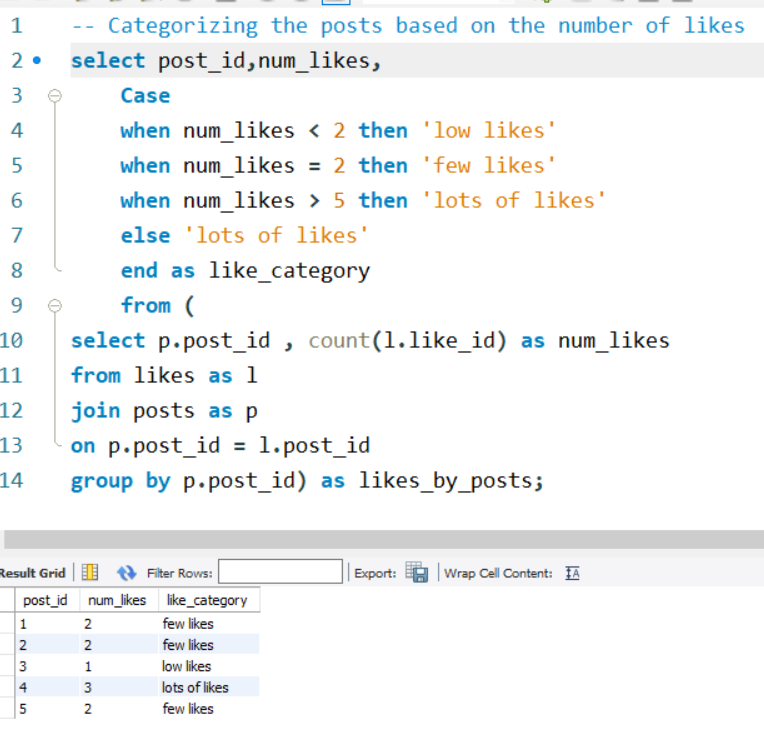 1 -- Categorizing the posts based on the number of likes
2 select post_id,num_likes,
3 Case
4 when num_likes < 2 then 'low likes'
5 when num_likes = 2 then 'few likes'
6 when num_likes > 5 then 'lots of likes'
7 else 'lots of likes'
8 end as like_category
9 from (
10 select p.post_id , count(l.like_id) as num_likes
11 from likes as l
12 join posts as p
13 on p.post_id = l.post_id
14 group by p.post_id) as likes_by_posts;
Result Grid Filter Rows: Export: Wrap Cell Content: IA
post_id num_likes like_category
1 2 few likes
2 2 few likes
3 1 low likes
4 3 lots of likes
5 2 few likes